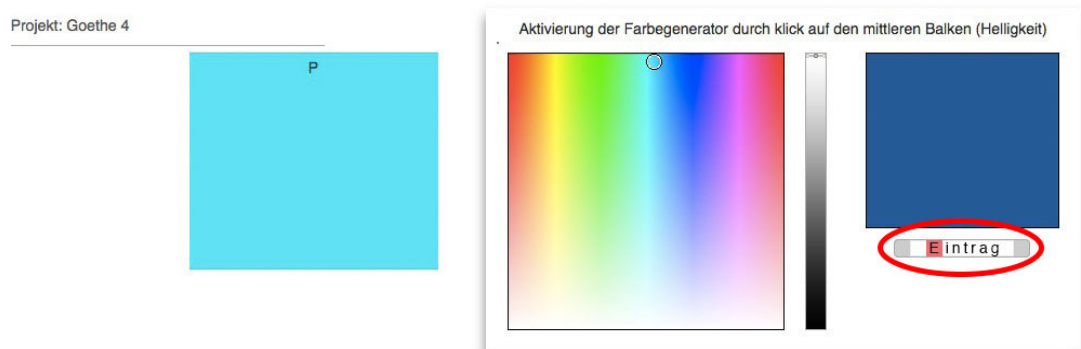 Projekt: Goethe 4
P
Aktivierung der Farbegenerator durch klick auf den mittleren Balken (Helligkeit)
Eintrag